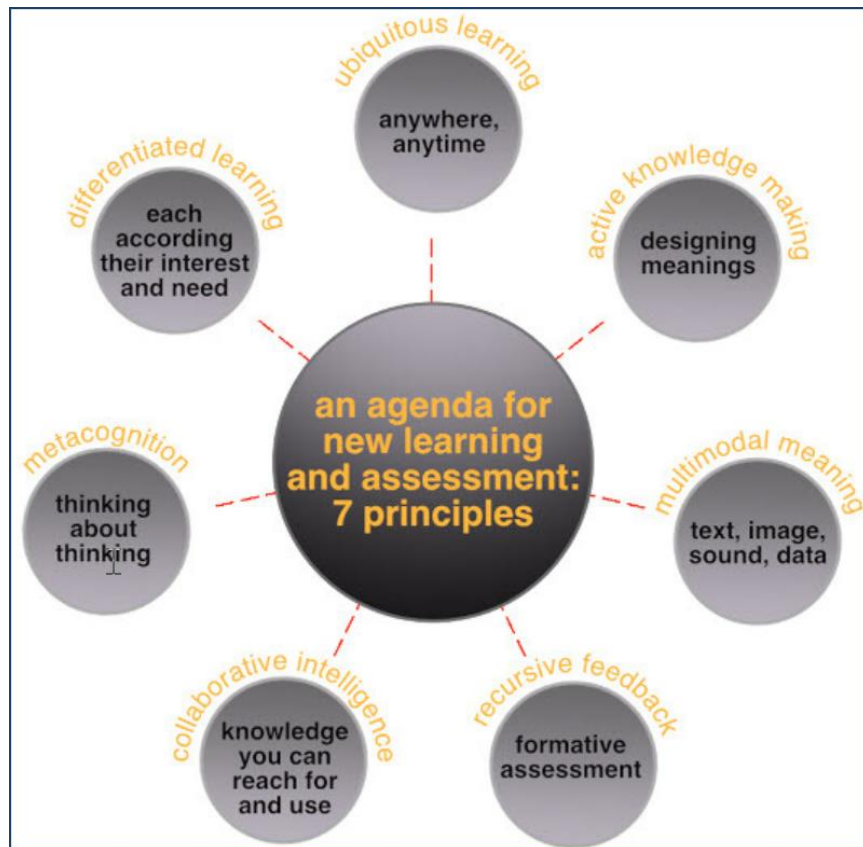 an agenda for
new learning
and assessment:
7 principles
ubiquitous learning
anywhere,
anytime
active knowledge making
designing
meanings
multimodal meaning
text, image,
sound, data
recursive feedback
formative
assessment
collaborative intelligence
knowledge
you can
reach for
and use
metacognition
thinking
about
thinking
differentiated learning
each
according
their interest
and need